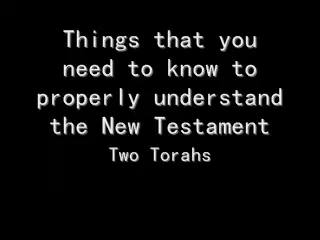 Things that you
need to know to
properly understand
the New Testament
Two Torahs